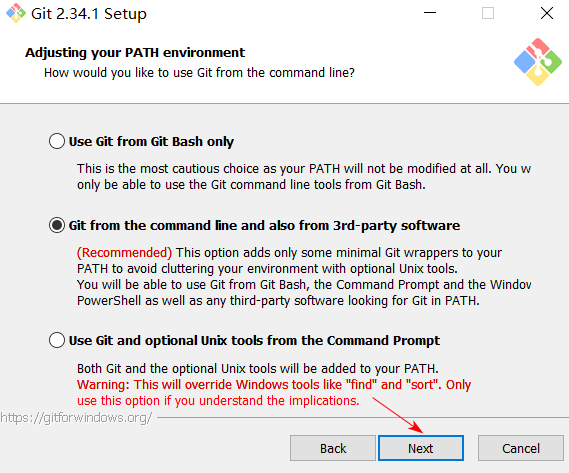 Git 2.34.1 Setup
Adjusting your PATH environment
How would you like to use Git from the command line?
Use Git from Git Bash only
This is the most cautious choice as your PATH will not be modified at all. You w
only be able to use the Git command line tools from Git Bash.
Git from the command line and also from 3rd-party software
(Recommended) This option adds only some minimal Git wrappers to your
PATH to avoid cluttering your environment with optional Unix tools.
You will be able to use Git from Git Bash, the Command Prompt and the Window
PowerShell as well as any third-party software looking for Git in PATH.
Use Git and optional Unix tools from the Command Prompt
Both Git and the optional Unix tools will be added to your PATH.
Warning: This will override Windows tools like "find" and "sort". Only
use this option if you understand the implications.
https://gitforwindows.org/
Back
Next
Cancel